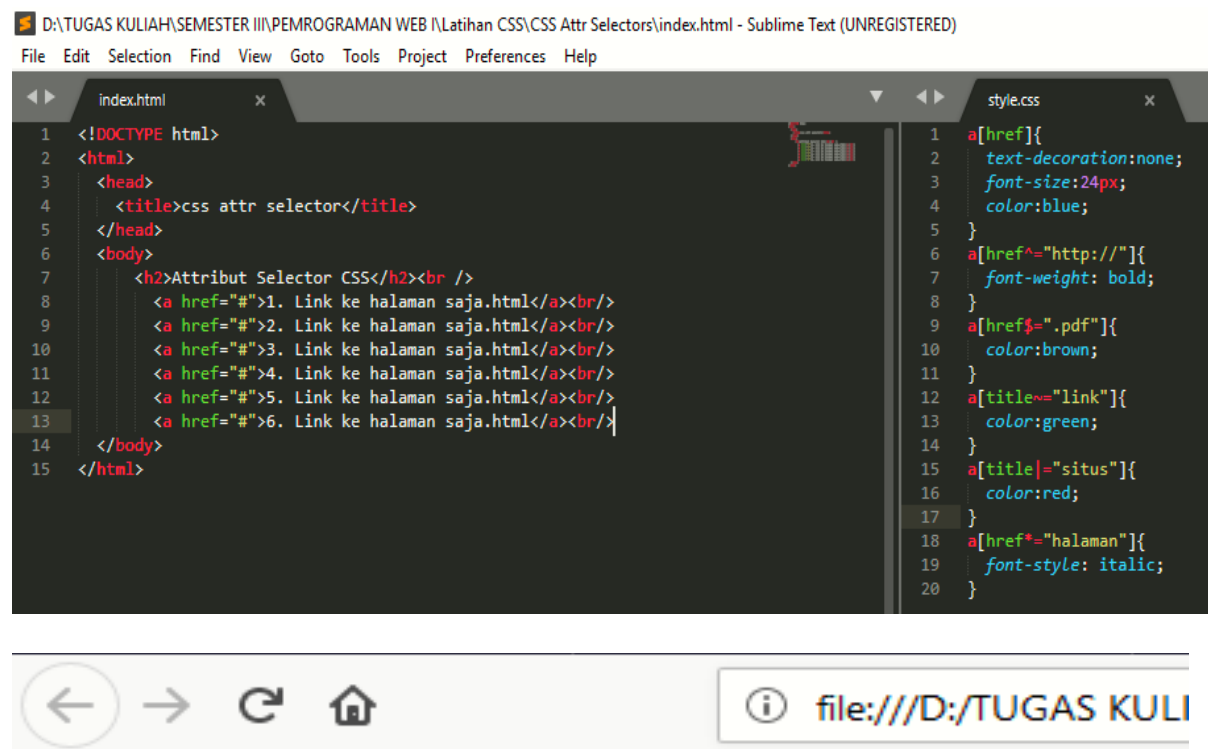 D:\TUGAS KULIAH\SEMESTER III\PEMROGRAMAN WEB I\Latihan CSS\CSS Attr Selectors\index.html - Sublime Text (UNREGISTERED)
File Edit Selection Find View Goto Tools Project Preferences Help
index.html x
1 <!DOCTYPE html>
2 <html>
3 <head>
4 <title>css attr selector</title>
5 </head>
6 <body>
7 <h2>Attribut Selector CSS</h2><br />
8 <a href="#">1. Link ke halaman saja.html</a><br/>
9 <a href="#">2. Link ke halaman saja.html</a><br/>
10 <a href="#">3. Link ke halaman saja.html</a><br/>
11 <a href="#">4. Link ke halaman saja.html</a><br/>
12 <a href="#">5. Link ke halaman saja.html</a><br/>
13 <a href="#">6. Link ke halaman saja.html</a><br/>
14 </body>
15 </html>
style.css x
1 a[href]{
2 text-decoration:none;
3 font-size:24px;
4 color:blue;
5 }
6 a[href^="http://"]{
7 font-weight: bold;
8 }
9 a[href$=".pdf"]{
10 color:brown;
11 }
12 a[title~="link"]{
13 color:green;
14 }
15 a[title|="situs"]{
16 color:red;
17 }
18 a[href*="halaman"]{
19 font-style: italic;
20 }
file:///D:/TUGAS KULI